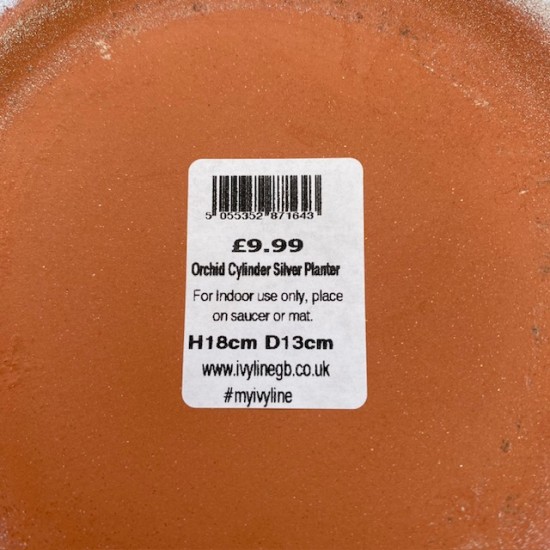 5 055352 871643
£9.99
Orchid Cylinder Silver Planter
For Indoor use only, place
on saucer or mat.
H18cm D13cm
www.ivylinegb.co.uk
#myivyline